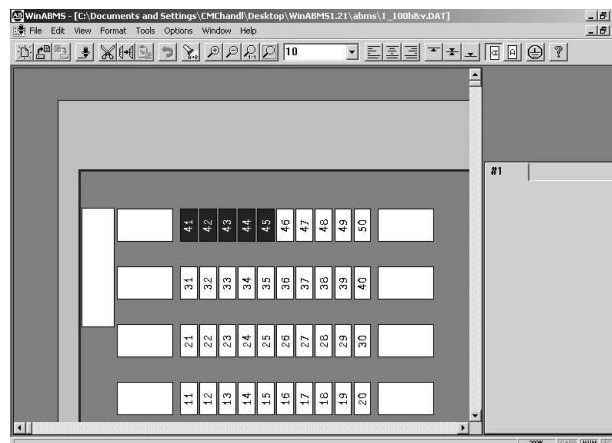 WinABMS - [C:\Documents and Settings\CMChandl\Desktop\WinABMS1.21\abms\1_100h&v.DAT]
File Edit View Format Tools Options Window Help
10
#1
41 42 43 44 45 46 47 48 49 50
31 32 33 34 35 36 37 38 39 40
21 22 23 24 25 26 27 28 29 30
11 12 13 14 15 16 17 18 19 20
200% CAPS NUM